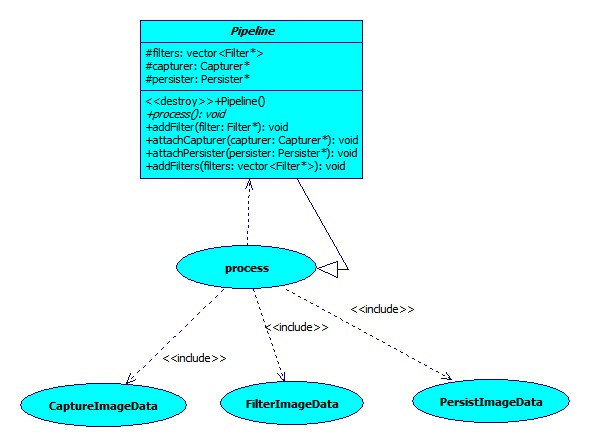 Pipeline
#filters: vector<Filter*>
#capturer: Capturer*
#persister: Persister*
<<destroy>>+Pipeline()
+process(): void
+addFilter(filter: Filter*): void
+attachCapturer(capturer: Capturer*): void
+attachPersister(persister: Persister*): void
+addFilters(filters: vector<Filter*>): void
process
<<include>>
<<include>>
<<include>>
CaptureImageData
FilterImageData
PersistImageData